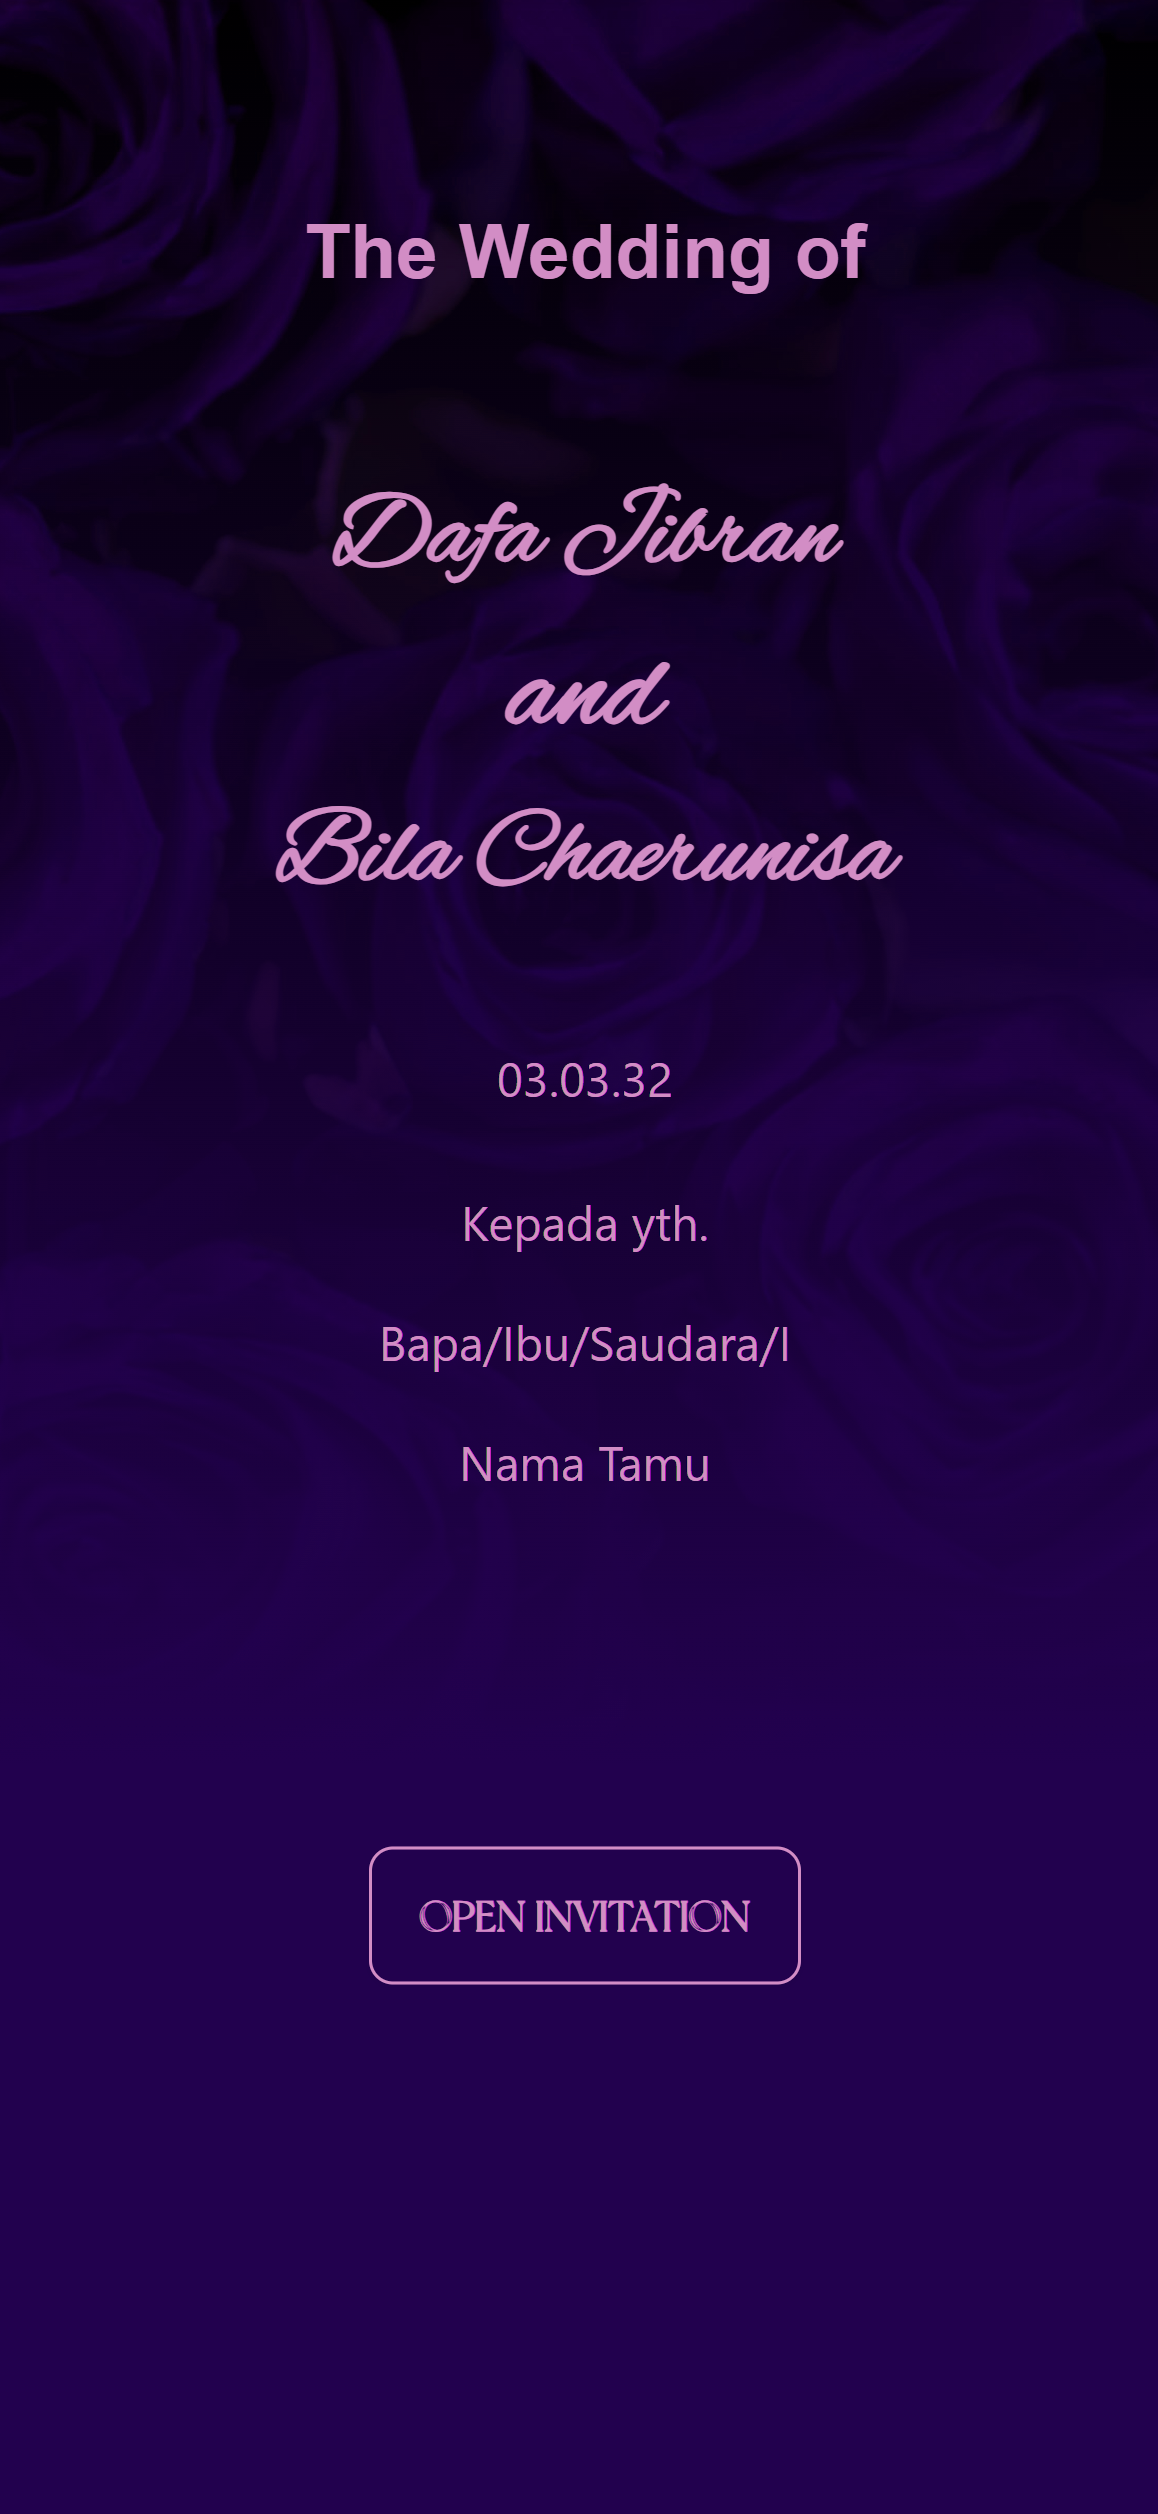 The Wedding of
Dafa Jibran
and
Bila Chaerunisa
03.03.32
Kepada yth.
Bapa/Ibu/Saudara/I
Nama Tamu
OPEN INVITATION